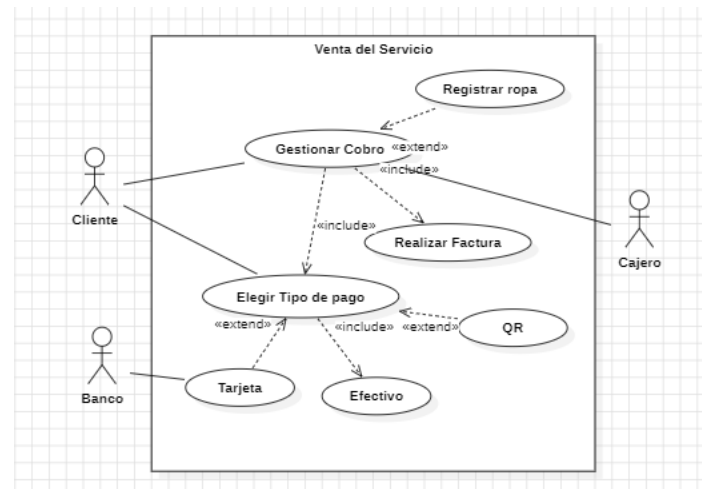 Venta del Servicio
Registrar ropa
Gestionar Cobro
«extend»
«include»
Cliente
«include»
Realizar Factura
Cajero
Elegir Tipo de pago
«extend»
«include»
«extend»
QR
Banco
Tarjeta
Efectivo